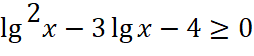 lg²x − 3 lg x − 4 ≥ 0